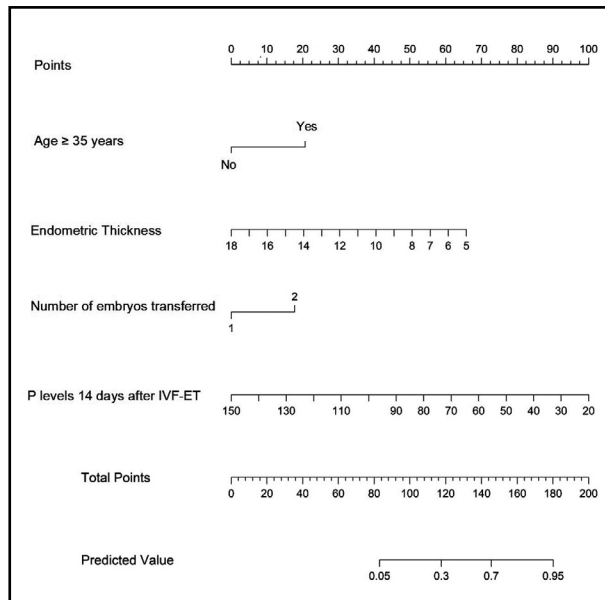 0 10 20 30 40 50 60 70 80 90 100
Points
Yes
Age ≥ 35 years
No
Endometric Thickness
18 16 14 12 10 8 7 6 5
2
Number of embryos transferred
1
P levels 14 days after IVF-ET
150 130 110 90 80 70 60 50 40 30 20
Total Points
0 20 40 60 80 100 120 140 160 180 200
Predicted Value
0.05 0.3 0.7 0.95